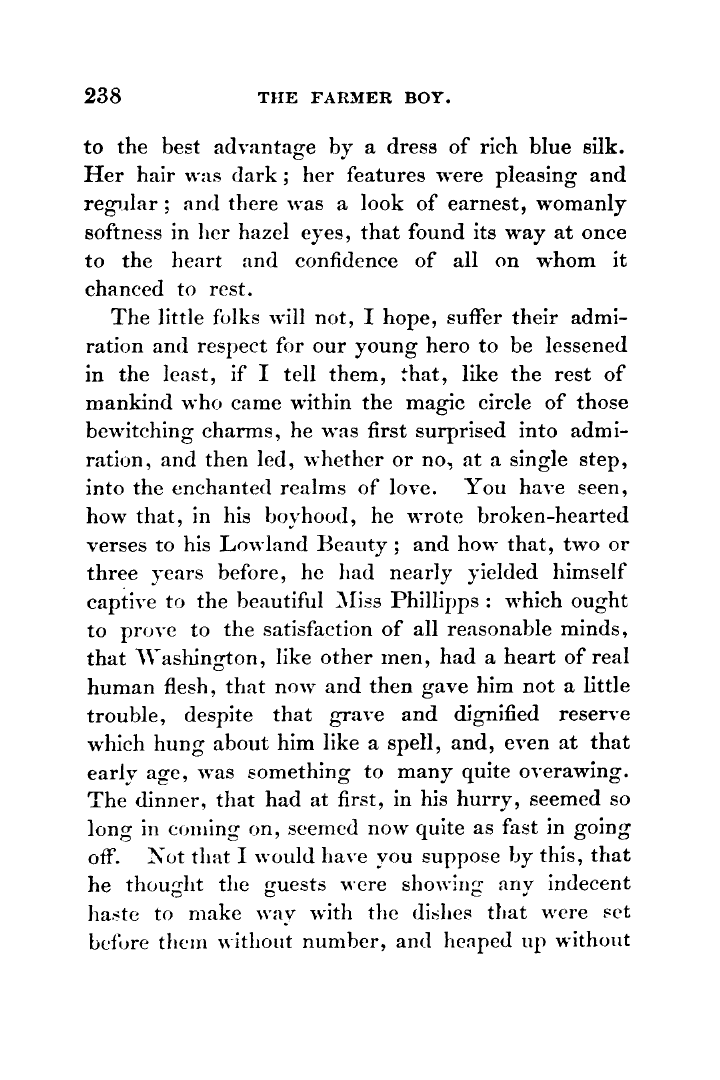 238 THE FARMER BOY.
to the best advantage by a dress of rich blue silk.
Her hair was dark ; her features were pleasing and
regular ; and there was a look of earnest, womanly
softness in her hazel eyes, that found its way at once
to the heart and confidence of all on whom it
chanced to rest.
The little folks will not, I hope, suffer their admi-
ration and respect for our young hero to be lessened
in the least, if I tell them, that, like the rest of
mankind who came within the magic circle of those
bewitching charms, he was first surprised into admi-
ration, and then led, whether or no, at a single step,
into the enchanted realms of love. You have seen,
how that, in his boyhood, he wrote broken-hearted
verses to his Lowland Beauty ; and how that, two or
three years before, he had nearly yielded himself
captive to the beautiful Miss Phillipps : which ought
to prove to the satisfaction of all reasonable minds,
that Washington, like other men, had a heart of real
human flesh, that now and then gave him not a little
trouble, despite that grave and dignified reserve
which hung about him like a spell, and, even at that
early age, was something to many quite overawing.
The dinner, that had at first, in his hurry, seemed so
long in coming on, seemed now quite as fast in going
off. Not that I would have you suppose by this, that
he thought the guests were showing any indecent
haste to make way with the dishes that were set
before them without number, and heaped up without